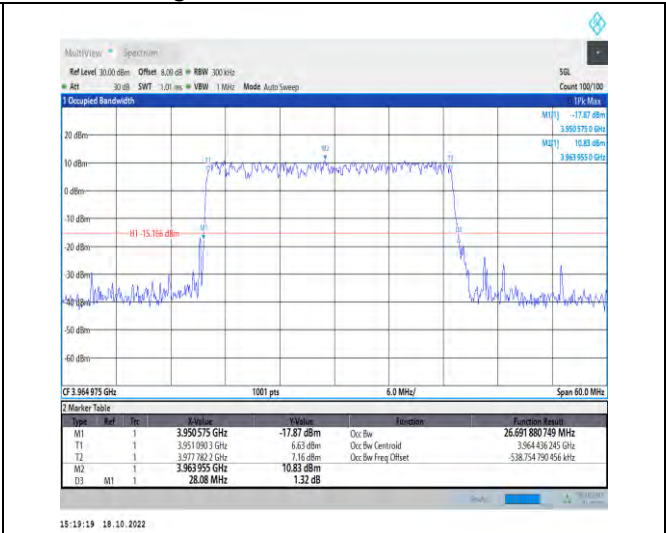 MultiView Spectrum
Ref Level 30.00 dBm Offset 8.00 dB RBW 300 kHz SGL
Att 30 dB SWT 1.01 ms VBW 1 MHz Mode Auto Sweep Count 100/100
1 Occupied Bandwidth 1Pk Max
M1[1] -17.87 dBm
3.950 575 0 GHz
M2[1] 10.83 dBm
3.963 955 0 GHz
20 dBm
10 dBm
0 dBm
-10 dBm
H1 -15.166 dBm
-20 dBm
-30 dBm
-40 dBm
-50 dBm
-60 dBm
T1
M2
T2
M1
CF 3.964 975 GHz 1001 pts 6.0 MHz/ Span 60.0 MHz
2 Marker Table
Type Ref Trc X-Value Y-Value Function Function Result
M1 1 3.950 575 GHz -17.87 dBm Occ Bw 26.691 880 749 MHz
T1 1 3.951 090 3 GHz 6.63 dBm Occ Bw Centroid 3.964 436 245 GHz
T2 1 3.977 782 2 GHz 7.16 dBm Occ Bw Freq Offset -538.754 790 456 kHz
M2 1 3.963 955 GHz 10.83 dBm
D3 M1 1 28.08 MHz 1.32 dB
15:19:19 18.10.2022